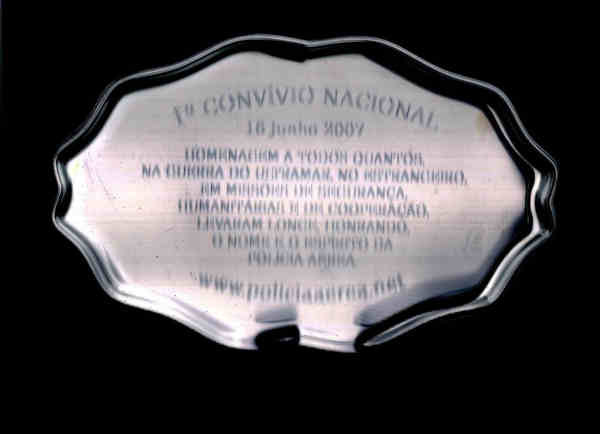 1º CONVÍVIO NACIONAL
16 Junho 2007
HOMENAGEM A TODOS QUANTOS,
NA GUERRA DO ULTRAMAR, NO ESTRANGEIRO,
EM MISSÕES DE SEGURANÇA,
HUMANITÁRIAS E DE COOPERAÇÃO,
LEVARAM LONGE, HONRANDO,
O NOME E O ESPÍRITO DA
POLÍCIA AÉREA
www.policiaaerea.net